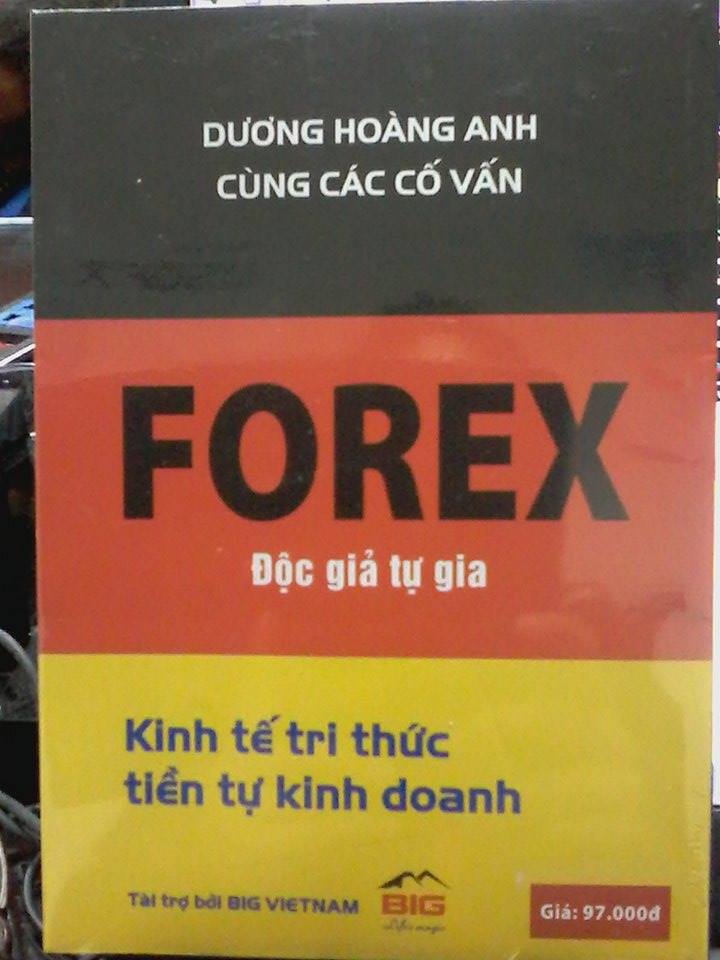 DƯƠNG HOÀNG ANH
CÙNG CÁC CỐ VẤN
FOREX
Độc giả tự gia
Kinh tế tri thức
tiền tự kinh doanh
Tài trợ bởi BIG VIETNAM
BIG
Giá: 97.000đ